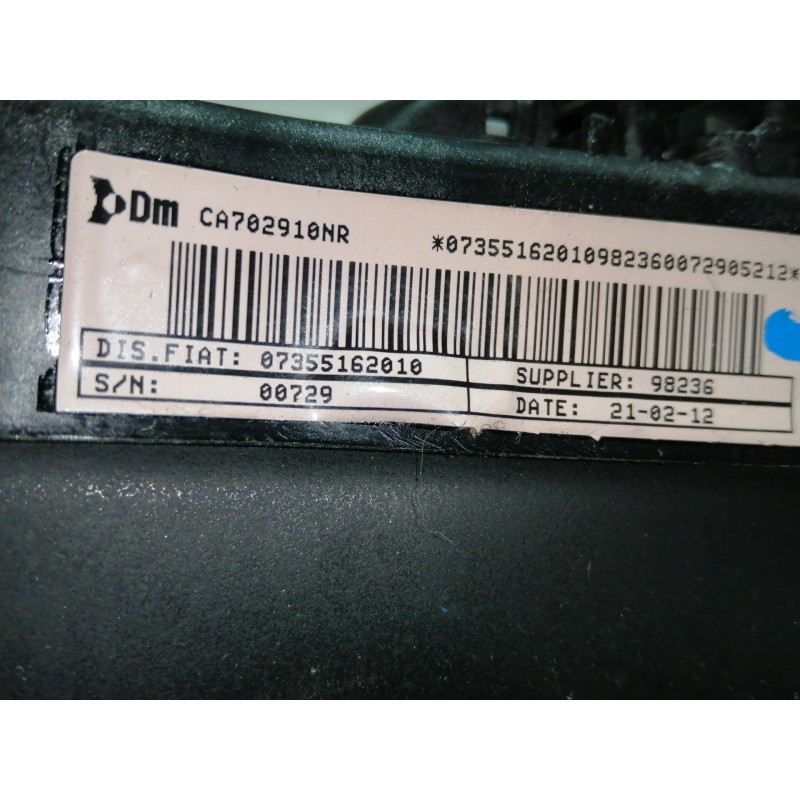 Dm CA702910NR *07355162010982360072905212*
DIS.FIAT: 07355162010 SUPPLIER: 98236
S/N: 00729 DATE: 21-02-12